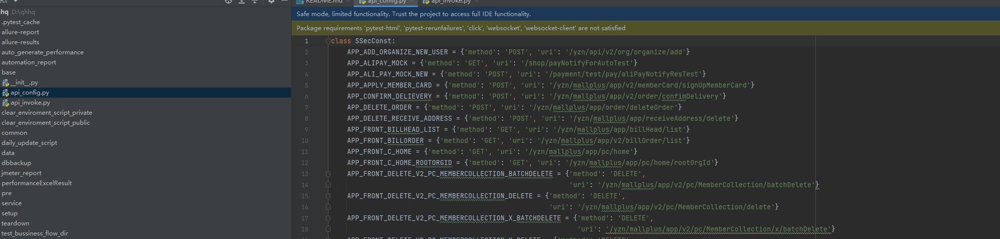 README.md api_config.py api_invoke.py
hq D:\qhhq
.pytest_cache
allure-report
allure-results
auto_generate_performance
automation_report
base
__init__.py
api_config.py
api_invoke.py
clear_enviroment_script_private
clear_enviroment_script_public
common
daily_update_script
data
dbbackup
jmeter_report
performanceExcelResult
pre
service
setup
teardown
test_bussiness_flow_dir
Safe mode, limited functionality. Trust the project to access full IDE functionality.
Package requirements 'pytest-html', 'pytest-rerunfailures', 'click', 'websocket', 'websocket-client' are not satisfied
1 class SSecConst:
2 APP_ADD_ORGANIZE_NEW_USER = {'method': 'POST', 'uri': '/yzn/api/v2/org/organize/add'}
3 APP_ALIPAY_MOCK = {'method': 'GET', 'uri': '/shop/payNotifyForAutoTest'}
4 APP_ALI_PAY_MOCK_NEW = {'method': 'POST', 'uri': '/payment/test/pay/aliPayNotifyResTest'}
5 APP_APPLY_MEMBER_CARD = {'method': 'POST', 'uri': '/yzn/mallplus/app/v2/memberCard/signUpMemberCard'}
6 APP_CONFIRM_DELIEVERY = {'method': 'POST', 'uri': '/yzn/mallplus/app/v2/order/confimDelivery'}
7 APP_DELETE_ORDER = {'method': 'POST', 'uri': '/yzn/mallplus/app/order/deleteOrder'}
8 APP_DELETE_RECEIVE_ADDRESS = {'method': 'POST', 'uri': '/yzn/mallplus/app/receiveAddress/delete'}
9 APP_FRONT_BILLHEAD_LIST = {'method': 'GET', 'uri': '/yzn/mallplus/app/billHead/list'}
10 APP_FRONT_BILLORDER = {'method': 'GET', 'uri': '/yzn/mallplus/app/v2/billOrder/list'}
11 APP_FRONT_C_HOME = {'method': 'GET', 'uri': '/yzn/mallplus/app/pc/home'}
12 APP_FRONT_C_HOME_ROOTORGID = {'method': 'GET', 'uri': '/yzn/mallplus/app/pc/home/rootOrgId'}
13 APP_FRONT_DELETE_V2_PC_MEMBERCOLLECTION_BATCHDELETE = {'method': 'DELETE',
14 'uri': '/yzn/mallplus/app/v2/pc/MemberCollection/batchDelete'}
15 APP_FRONT_DELETE_V2_PC_MEMBERCOLLECTION_DELETE = {'method': 'DELETE',
16 'uri': '/yzn/mallplus/app/v2/pc/MemberCollection/delete'}
17 APP_FRONT_DELETE_V2_PC_MEMBERCOLLECTION_X_BATCHDELETE = {'method': 'DELETE',
18 'uri': '/yzn/mallplus/app/v2/pc/MemberCollection/x/batchDelete'}